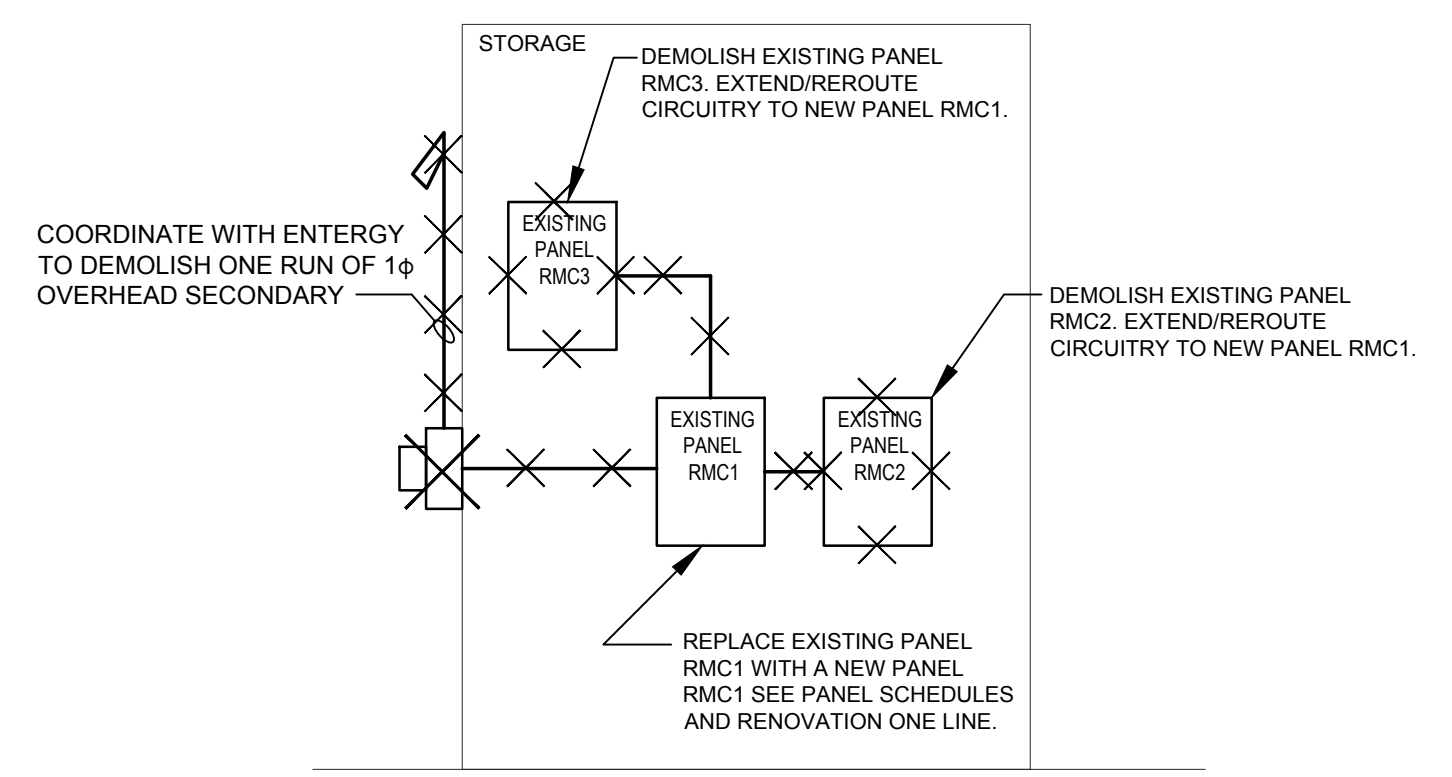 STORAGE
DEMOLISH EXISTING PANEL
RMC3. EXTEND/REROUTE
CIRCUITRY TO NEW PANEL RMC1.
EXISTING
PANEL
RMC3
COORDINATE WITH ENTERGY
TO DEMOLISH ONE RUN OF 1ϕ
OVERHEAD SECONDARY
DEMOLISH EXISTING PANEL
RMC2. EXTEND/REROUTE
CIRCUITRY TO NEW PANEL RMC1.
EXISTING
PANEL
RMC1
EXISTING
PANEL
RMC2
REPLACE EXISTING PANEL
RMC1 WITH A NEW PANEL
RMC1 SEE PANEL SCHEDULES
AND RENOVATION ONE LINE.